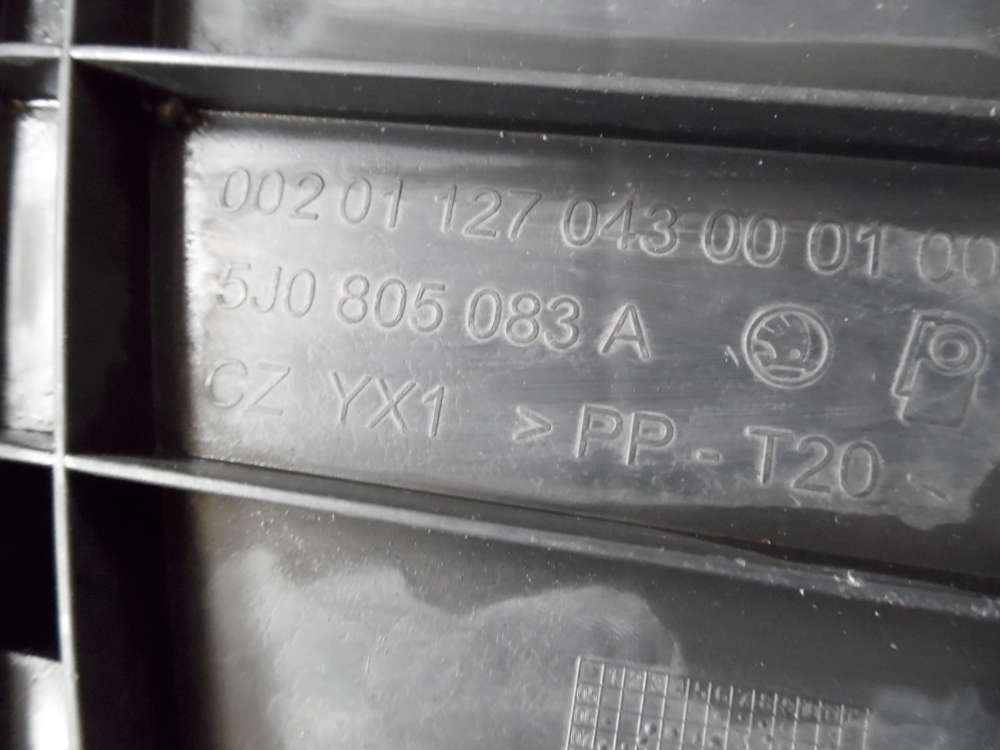 002 01 127 043 00 01 00
5J0 805 083 A
CZ YX1 > PP - T20 <